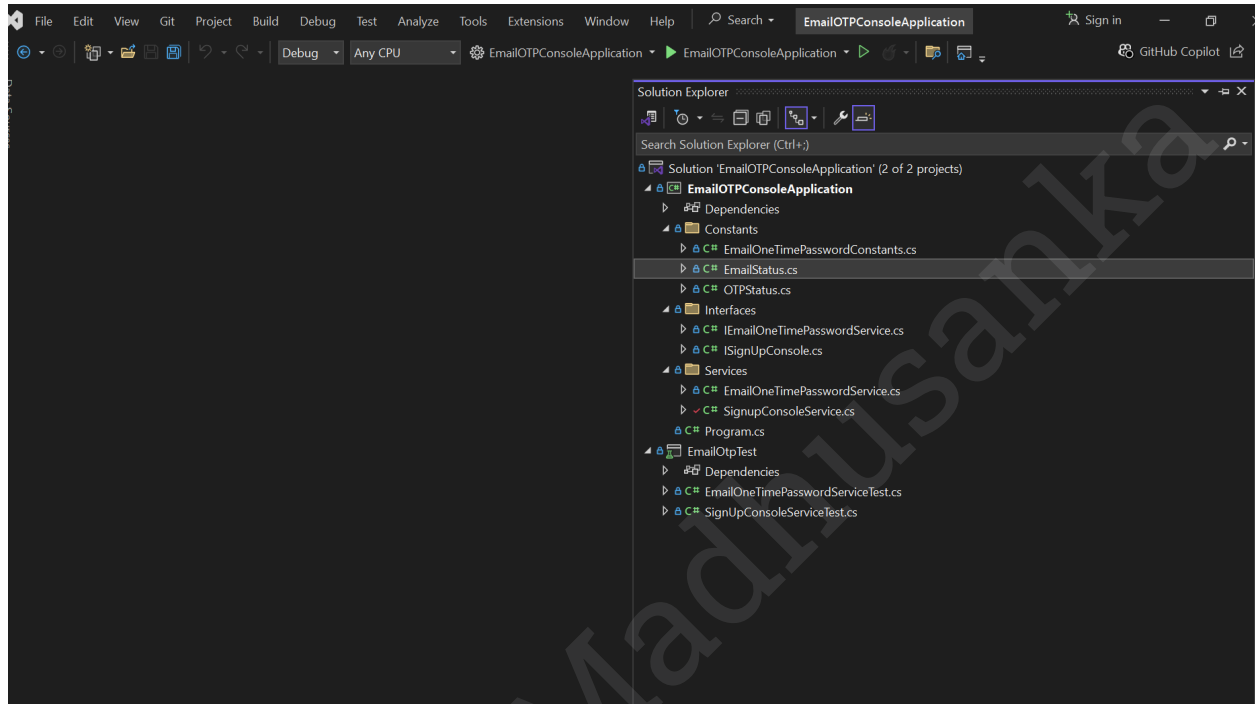 File Edit View Git Project Build Debug Test Analyze Tools Extensions Window Help Search EmailOTPConsoleApplication Sign in
Debug Any CPU EmailOTPConsoleApplication EmailOTPConsoleApplication GitHub Copilot
Solution Explorer
Search Solution Explorer (Ctrl+;)
Solution 'EmailOTPConsoleApplication' (2 of 2 projects)
C# EmailOTPConsoleApplication
Dependencies
Constants
C# EmailOneTimePasswordConstants.cs
C# EmailStatus.cs
C# OTPStatus.cs
Interfaces
C# IEmailOneTimePasswordService.cs
C# ISignUpConsole.cs
Services
C# EmailOneTimePasswordService.cs
C# SignupConsoleService.cs
C# Program.cs
EmailOtpTest
Dependencies
C# EmailOneTimePasswordServiceTest.cs
C# SignUpConsoleServiceTest.cs
Madhusanka